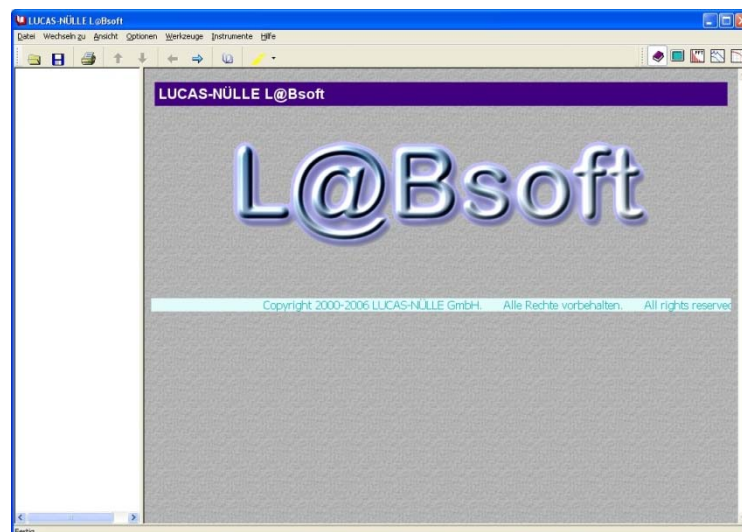 LUCAS-NÜLLE L@Bsoft
Datei Wechseln zu Ansicht Optionen Werkzeuge Instrumente Hilfe
LUCAS-NÜLLE L@Bsoft
L@Bsoft
Copyright 2000-2006 LUCAS-NÜLLE GmbH. Alle Rechte vorbehalten. All rights reserved
Fertig